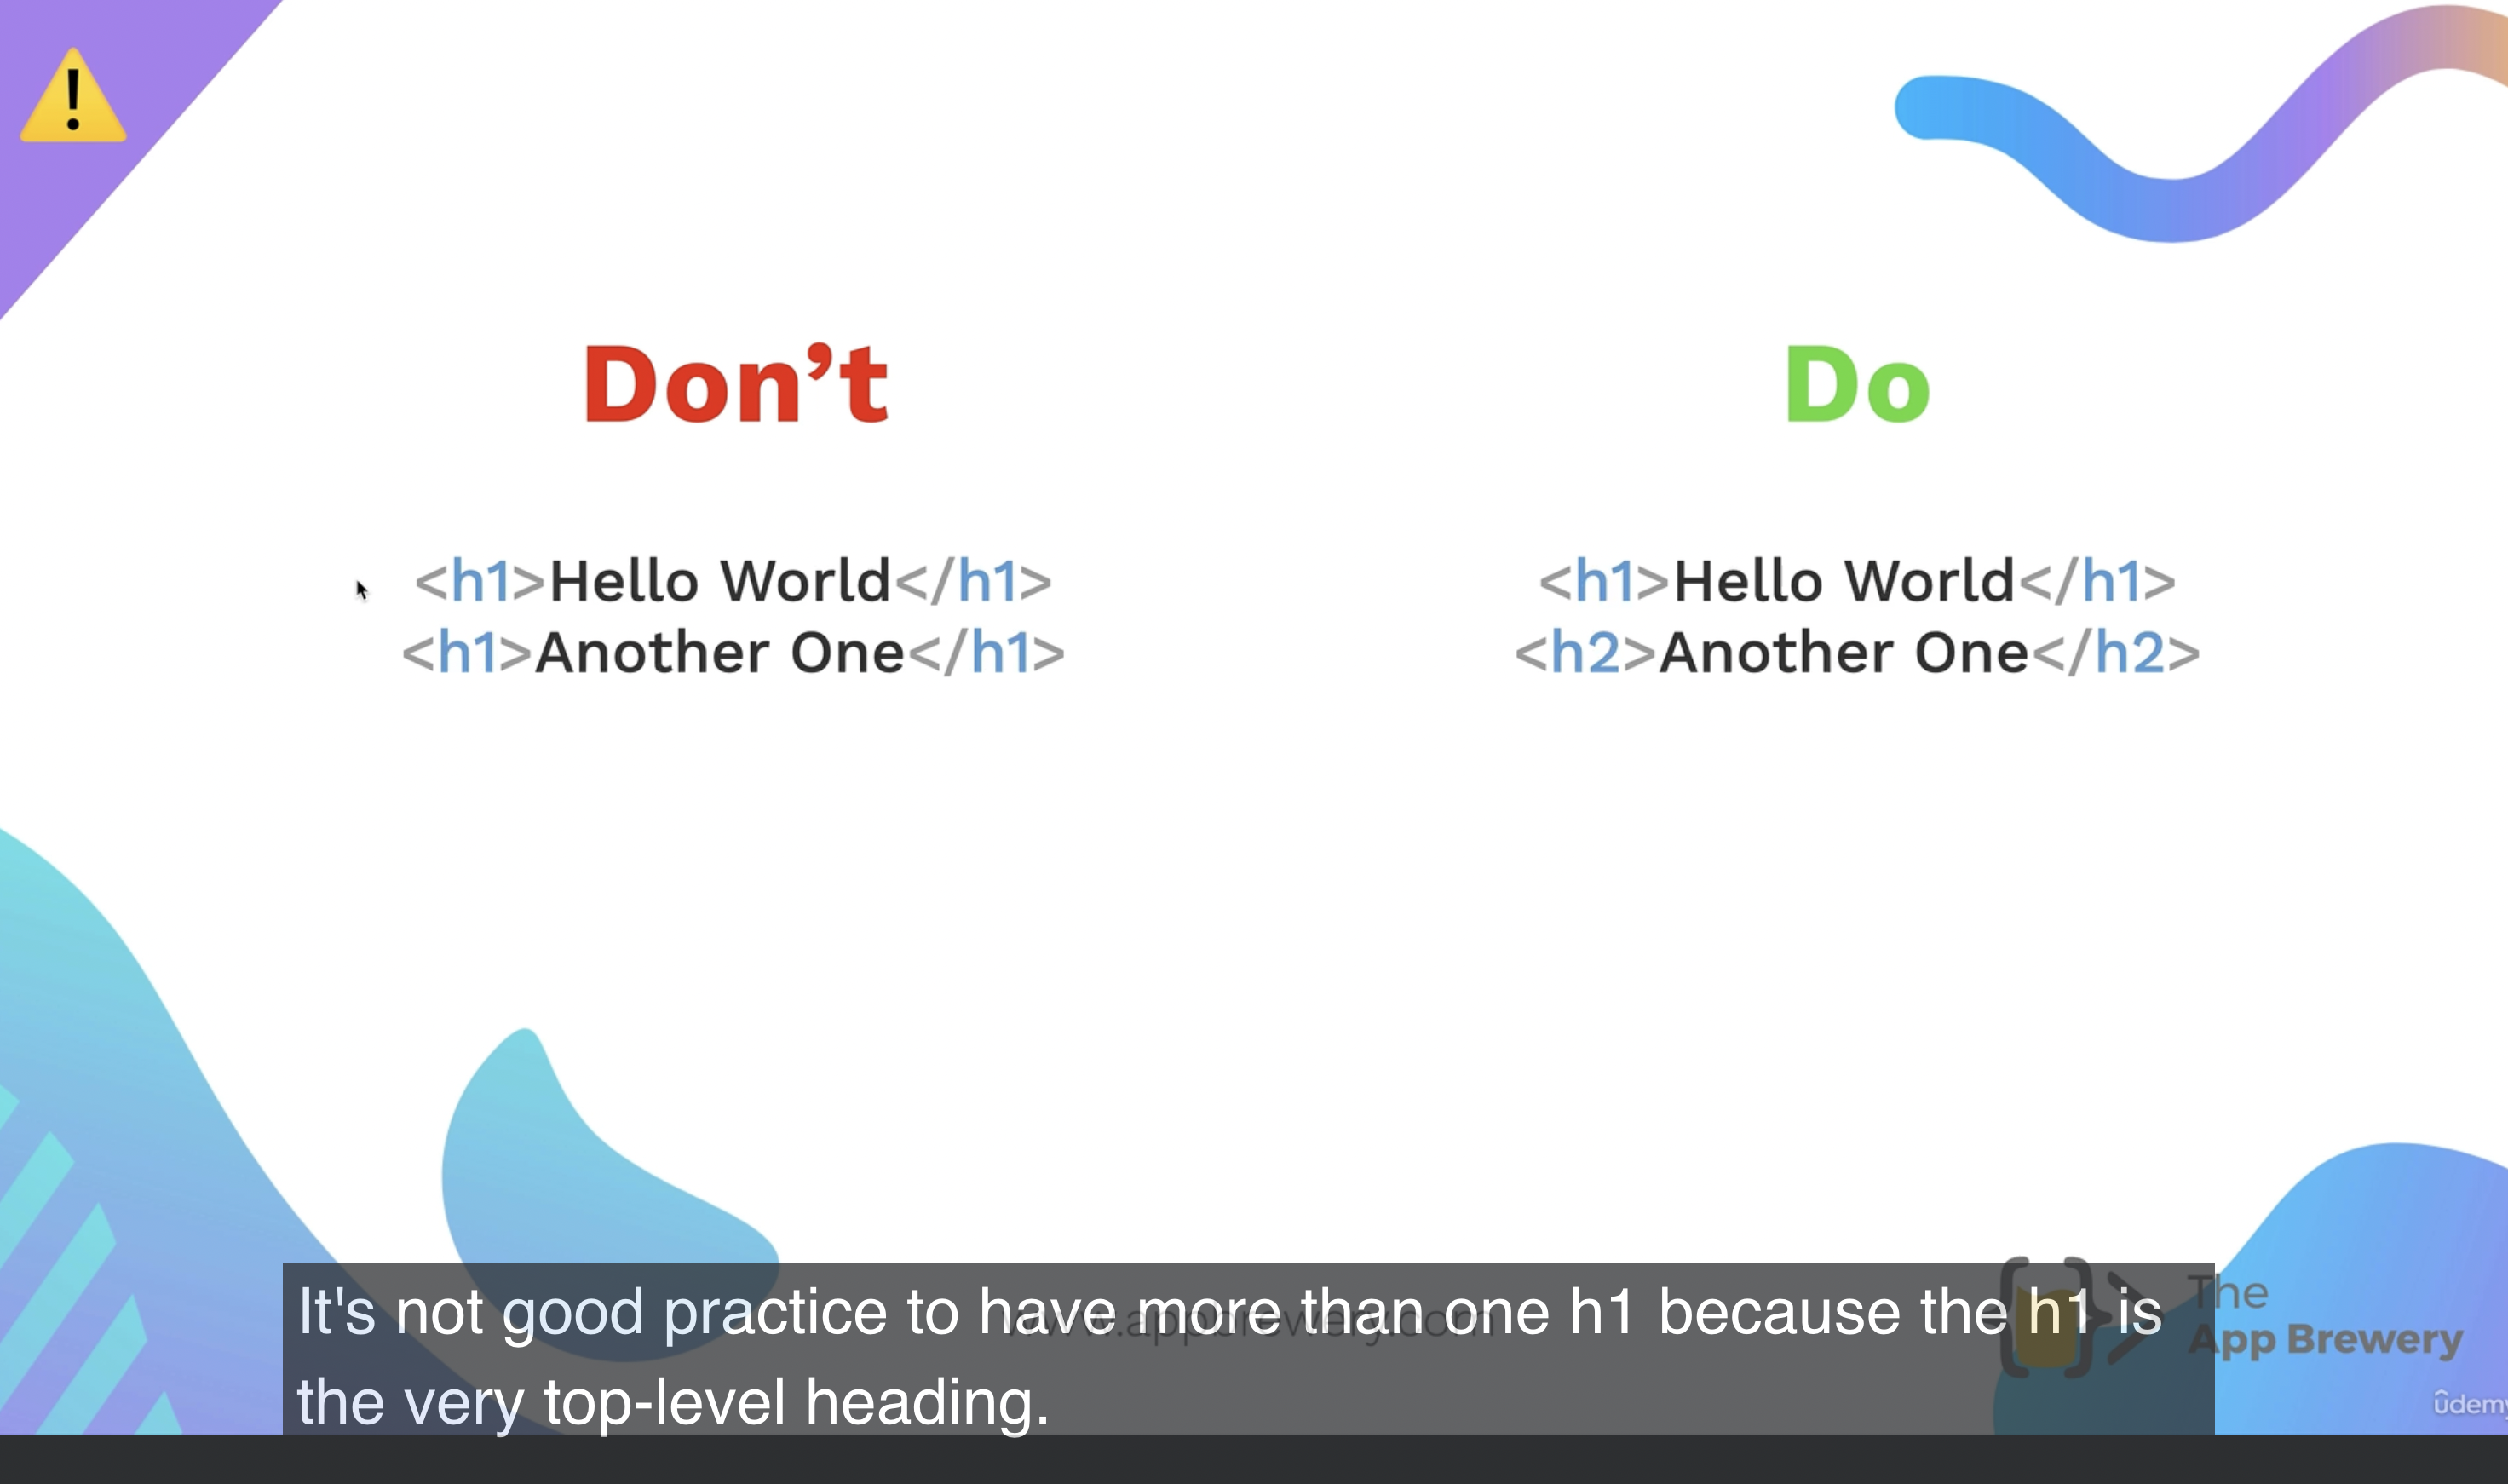 Don’t
<h1>Hello World</h1>
<h1>Another One</h1>
Do
<h1>Hello World</h1>
<h2>Another One</h2>
It's not good practice to have more than one h1 because the h1 is
the very top-level heading.
www.appbrewery.com
The
App Brewery
ûdemy